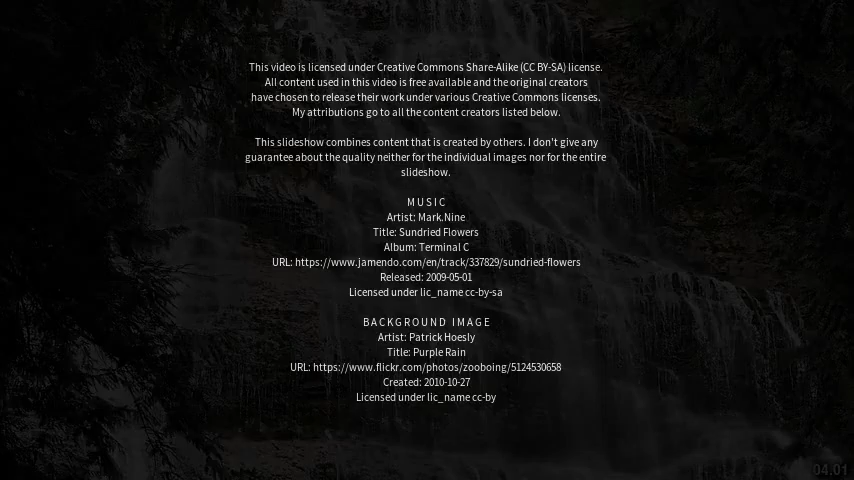 This video is licensed under Creative Commons Share-Alike (CC BY-SA) license.
All content used in this video is free available and the original creators
have chosen to release their work under various Creative Commons licenses.
My attributions go to all the content creators listed below.
This slideshow combines content that is created by others. I don't give any
guarantee about the quality neither for the individual images nor for the entire
slideshow.
MUSIC
Artist: Mark.Nine
Title: Sundried Flowers
Album: Terminal C
URL: https://www.jamendo.com/en/track/337829/sundried-flowers
Released: 2009-05-01
Licensed under lic_name cc-by-sa
BACKGROUND IMAGE
Artist: Patrick Hoesly
Title: Purple Rain
URL: https://www.flickr.com/photos/zooboing/5124530658
Created: 2010-10-27
Licensed under lic_name cc-by
04.01